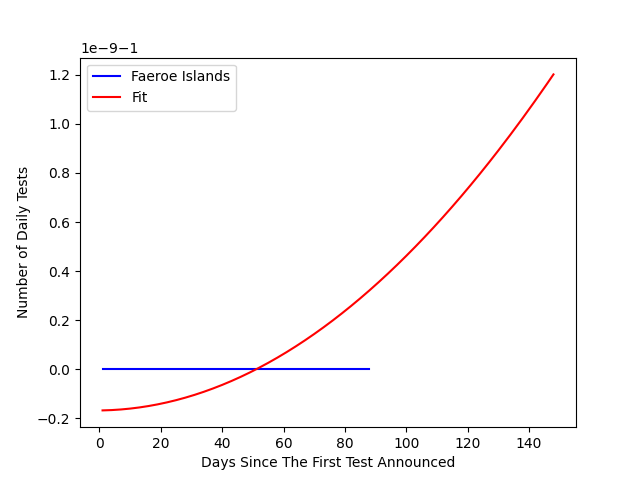 1e−9−1
Faeroe Islands
Fit
1.2
1.0
0.8
0.6
0.4
0.2
0.0
−0.2
Number of Daily Tests
0 20 40 60 80 100 120 140
Days Since The First Test Announced